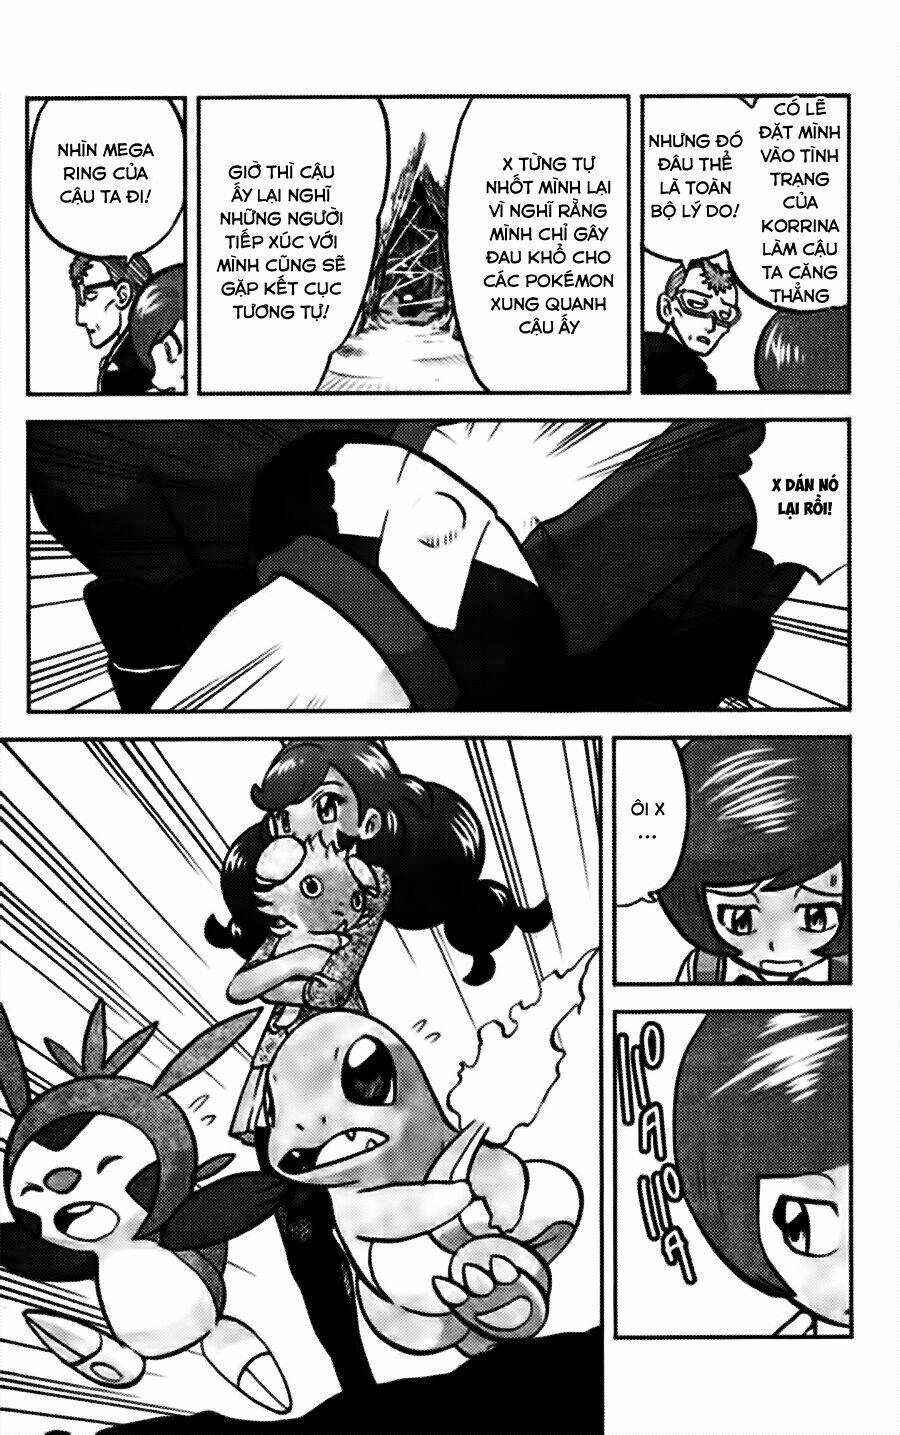 CÓ LẼ
ĐẶT MÌNH
VÀO TÌNH
TRẠNG
CỦA
KORRINA
LÀM CẬU
TA CĂNG
THẲNG
NHƯNG ĐÓ
ĐÂU THỂ
LÀ TOÀN
BỘ LÝ DO!
X TỪNG TỰ
NHỐT MÌNH LẠI
VÌ NGHĨ RẰNG
MÌNH CHỈ GÂY
ĐAU KHỔ CHO
CÁC POKÉMON
XUNG QUANH
CẬU ẤY
GIỜ THÌ CẬU
ẤY LẠI NGHĨ
NHỮNG NGƯỜI
TIẾP XÚC VỚI
MÌNH CŨNG SẼ
GẶP KẾT CỤC
TƯƠNG TỰ!
NHÌN MEGA
RING CỦA
CẬU TA ĐI!
X DÁN NÓ
LẠI RỒI!
ÔI X
...
OÀ
OÀ